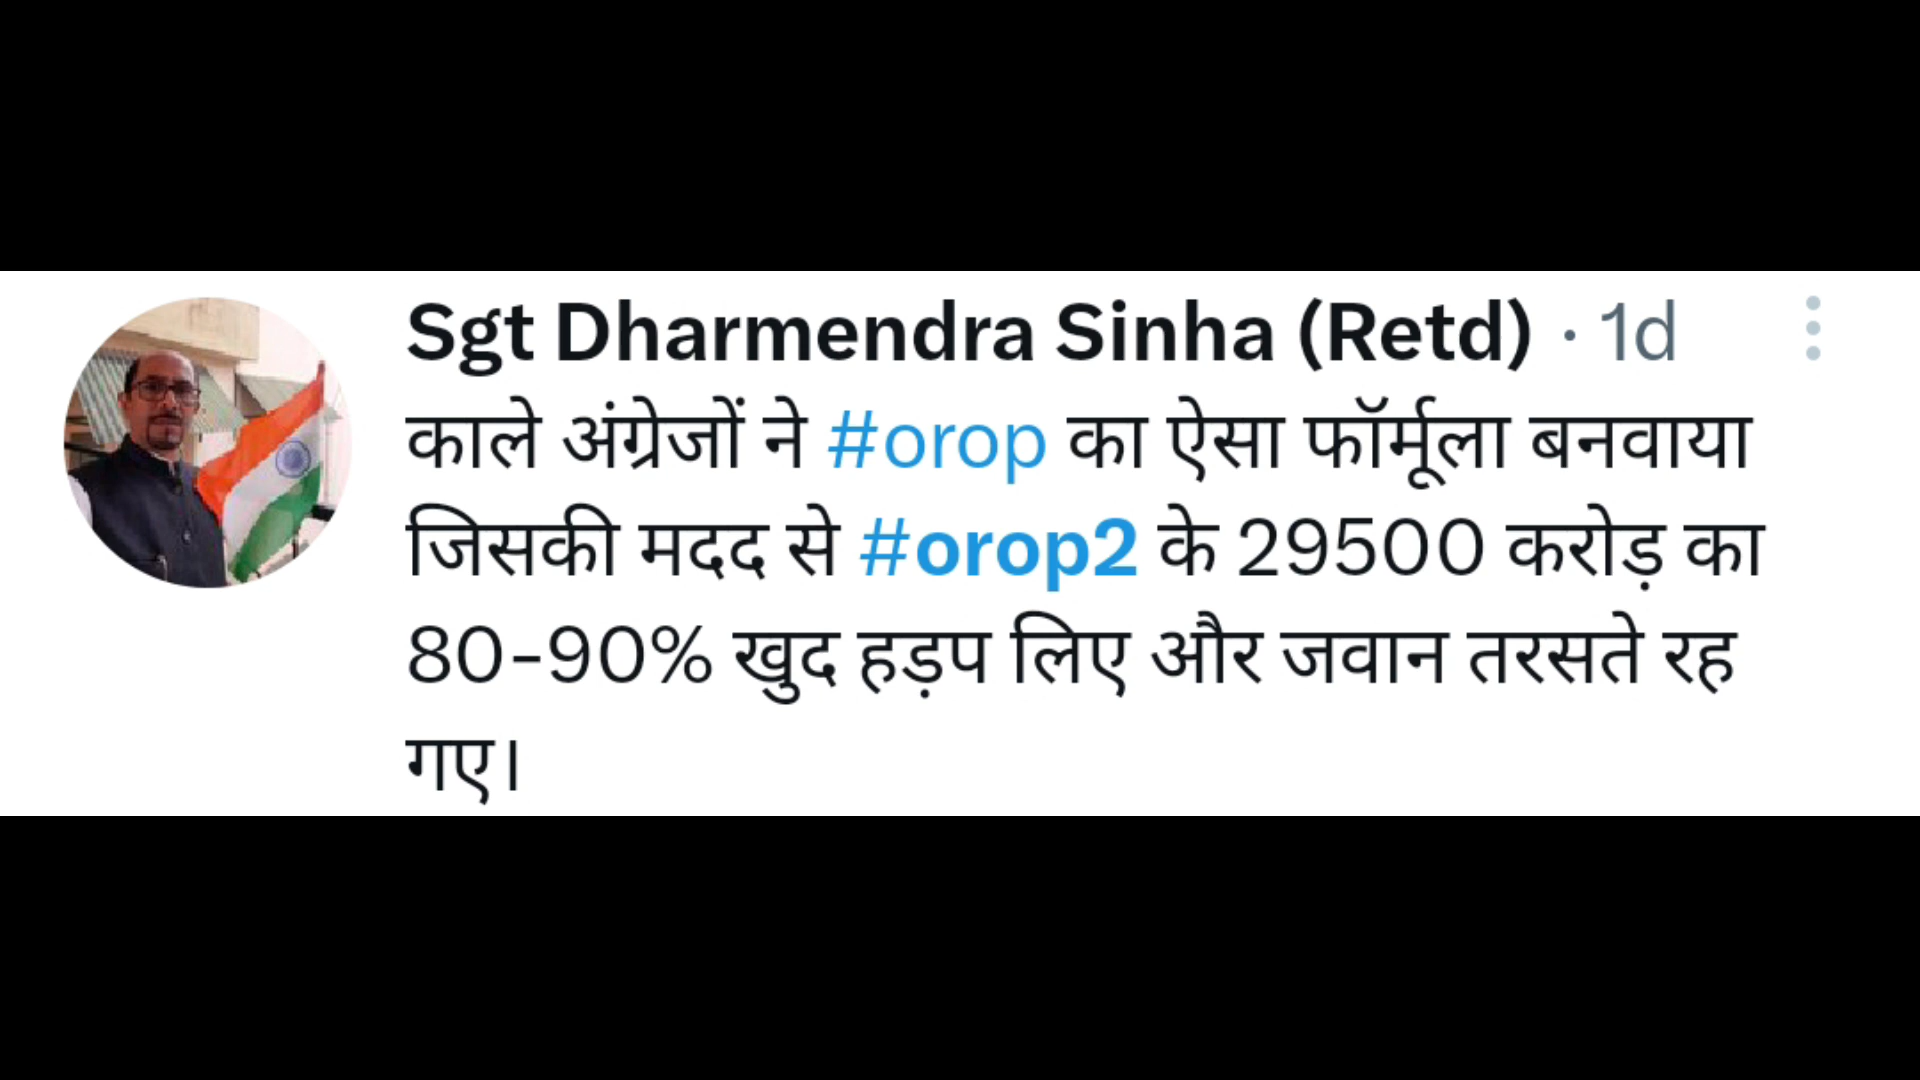 Sgt Dharmendra Sinha (Retd) · 1d
काले अंग्रेजों ने #orop का ऐसा फॉर्मूला बनवाया
जिसकी मदद से #orop2 के 29500 करोड़ का
80-90% खुद हड़प लिए और जवान तरसते रह
गए।